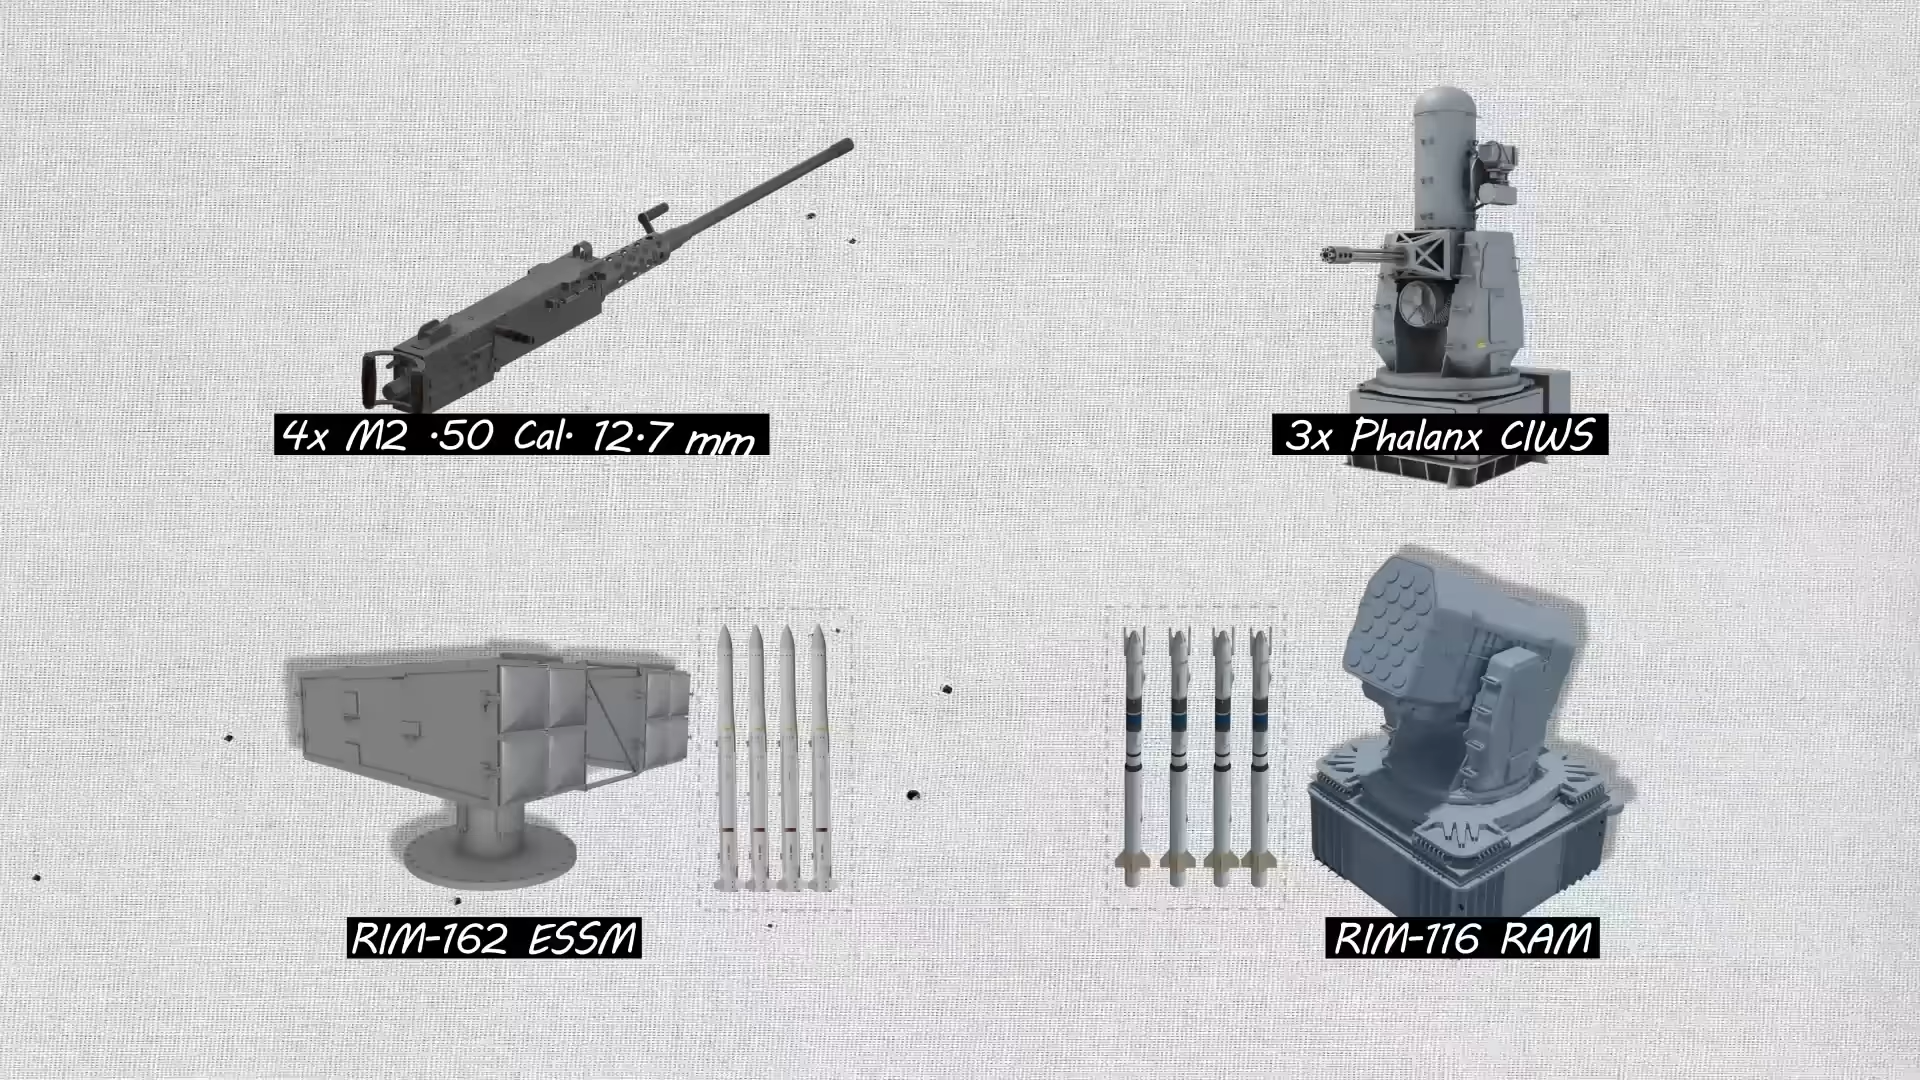 4x M2 .50 Cal. 12.7 mm
3x Phalanx CIWS
RIM-162 ESSM
RIM-116 RAM